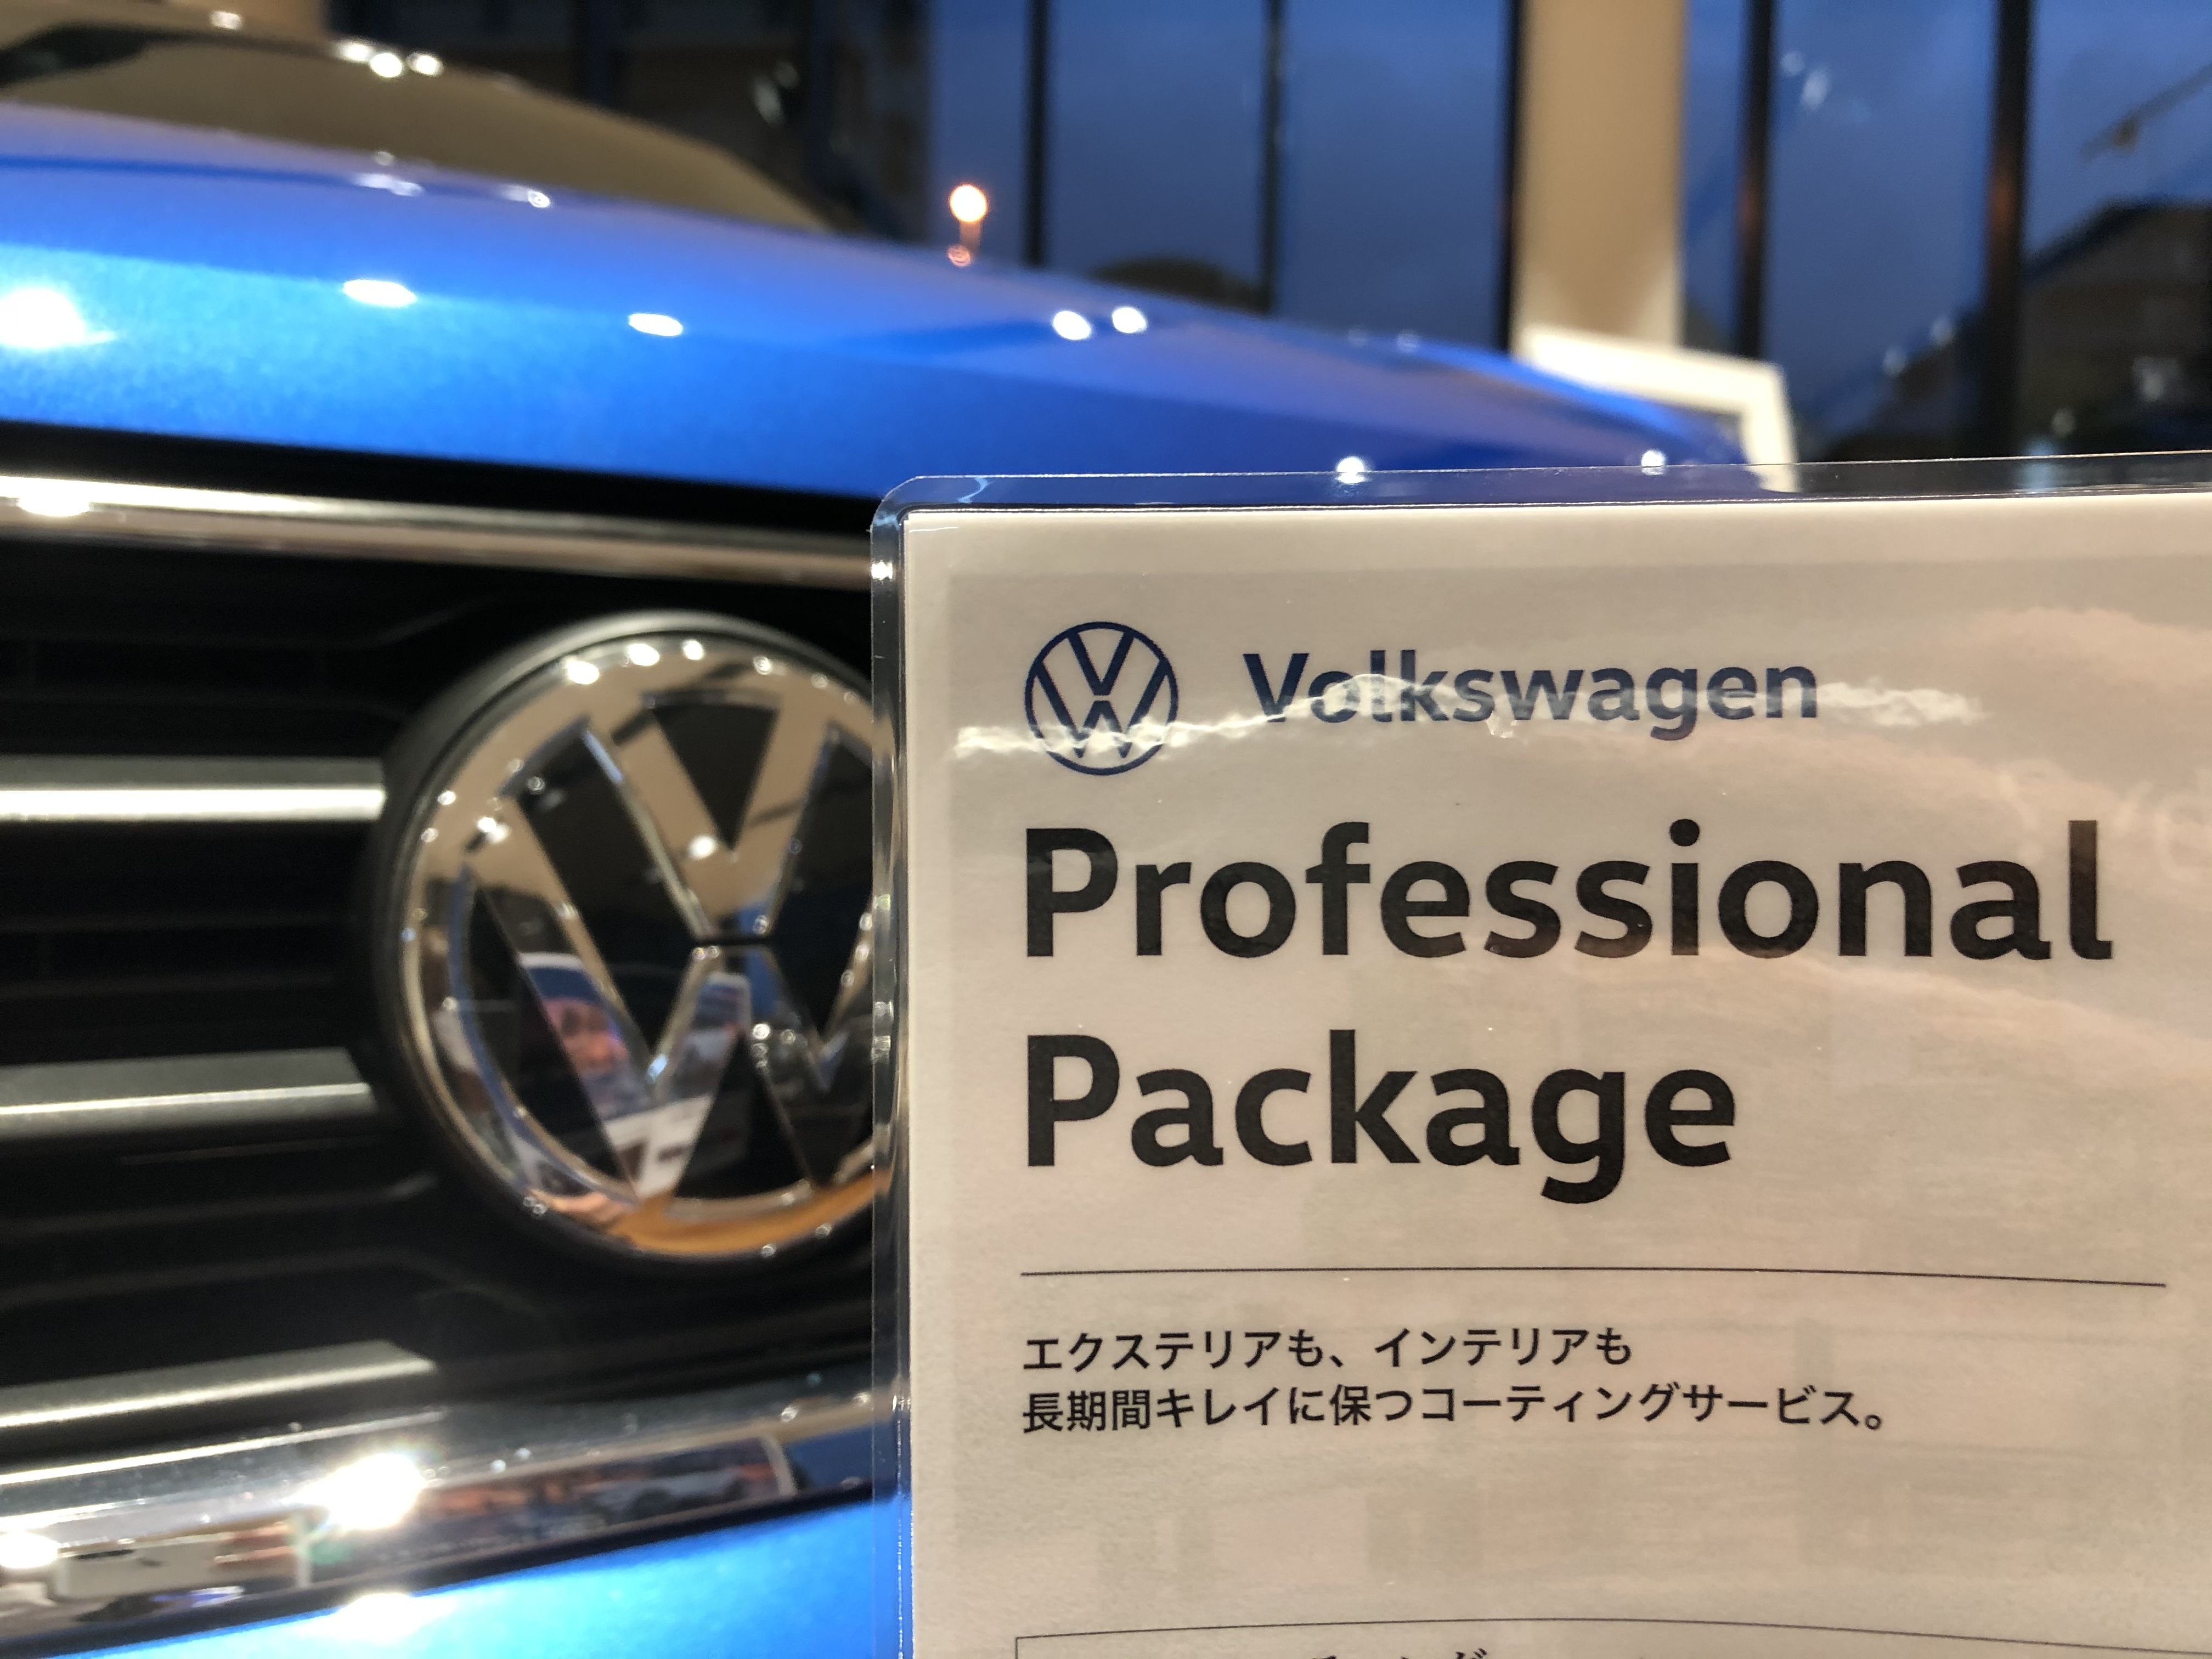 Volkswagen
Professional
Package
エクステリアも、インテリアも
長期間キレイに保つコーティングサービス。